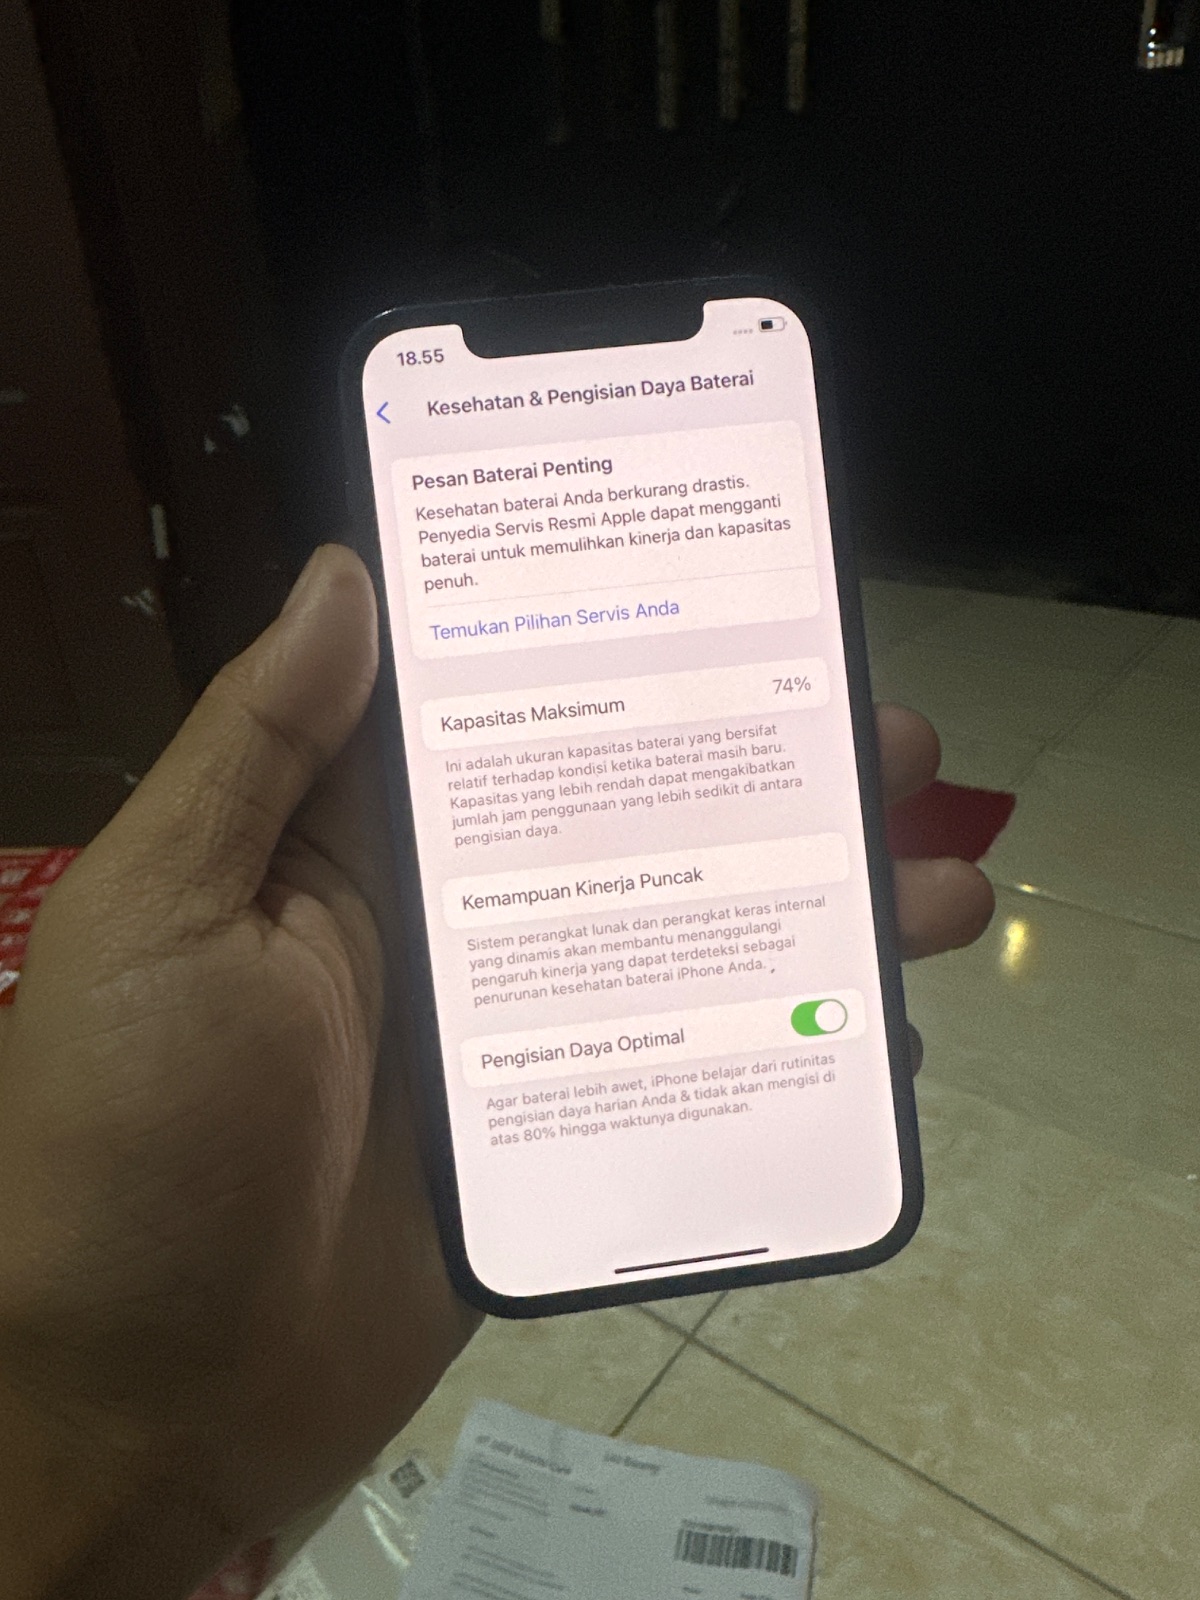 18.55
Kesehatan & Pengisian Daya Baterai
Pesan Baterai Penting
Kesehatan baterai Anda berkurang drastis.
Penyedia Servis Resmi Apple dapat mengganti
baterai untuk memulihkan kinerja dan kapasitas
penuh.
Temukan Pilihan Servis Anda
Kapasitas Maksimum 74%
Ini adalah ukuran kapasitas baterai yang bersifat
relatif terhadap kondisi ketika baterai masih baru.
Kapasitas yang lebih rendah dapat mengakibatkan
jumlah jam penggunaan yang lebih sedikit di antara
pengisian daya.
Kemampuan Kinerja Puncak
Sistem perangkat lunak dan perangkat keras internal
yang dinamis akan membantu menanggulangi
pengaruh kinerja yang dapat terdeteksi sebagai
penurunan kesehatan baterai iPhone Anda.
Pengisian Daya Optimal
Agar baterai lebih awet, iPhone belajar dari rutinitas
pengisian daya harian Anda & tidak akan mengisi di
atas 80% hingga waktunya digunakan.